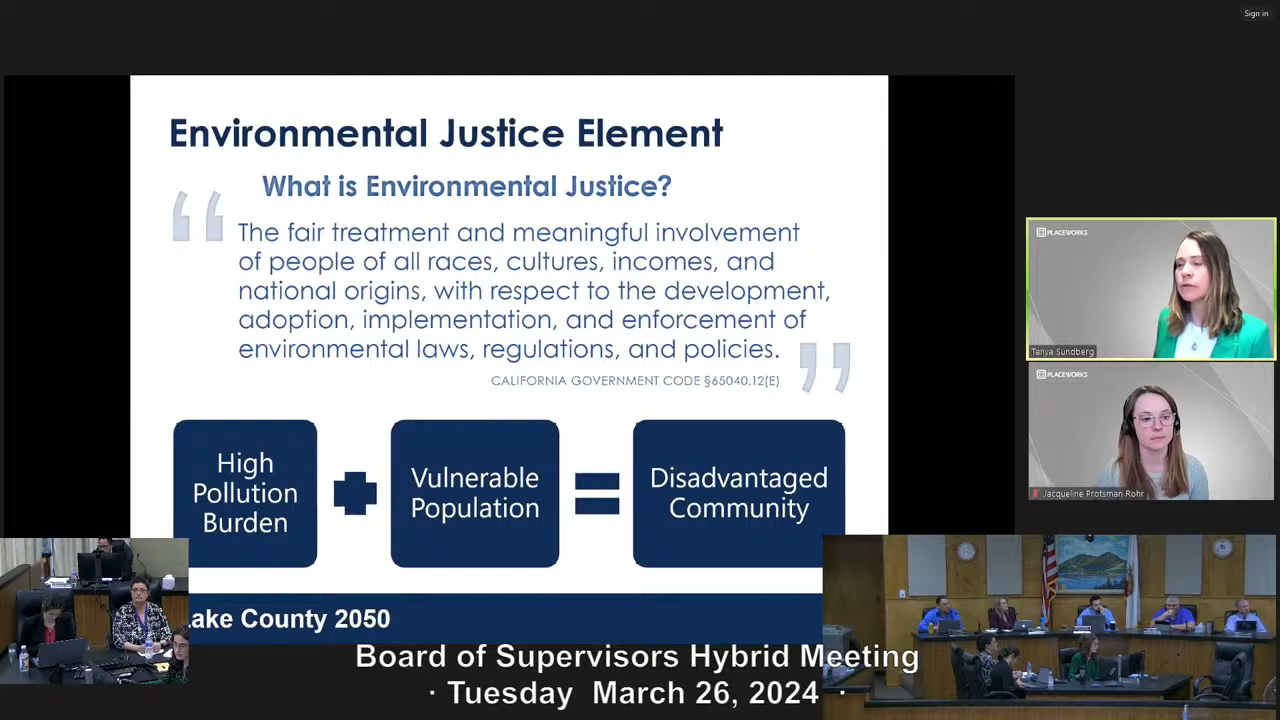 Sign in
Environmental Justice Element
What is Environmental Justice?
“
The fair treatment and meaningful involvement
of people of all races, cultures, incomes, and
national origins, with respect to the development,
adoption, implementation, and enforcement of
environmental laws, regulations, and policies.
”
CALIFORNIA GOVERNMENT CODE §65040.12(E)
High
Pollution
Burden
Vulnerable
Population
Disadvantaged
Community
ake County 2050
PLACEWORKS
Tanya Sundberg
PLACEWORKS
Jacqueline Protsman Rohr
Board of Supervisors Hybrid Meeting
· Tuesday March 26, 2024 ·